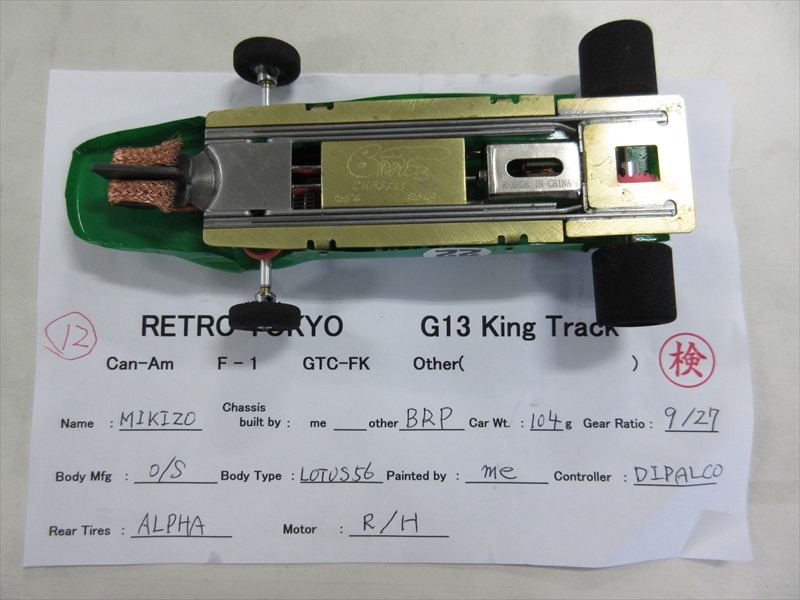 CHASSIS
MADE IN CHINA
22
12
RETRO TOKYO G13 King Track
Can-Am F-1 GTC-FK Other( )
検
Name : MIKIZO Chassis built by : me ___ other BRP Car Wt. : 104 g Gear Ratio : 9/27
Body Mfg : O/S Body Type : LOTUS56 Painted by : me Controller : DIPALCO
Rear Tires : ALPHA Motor : R/H